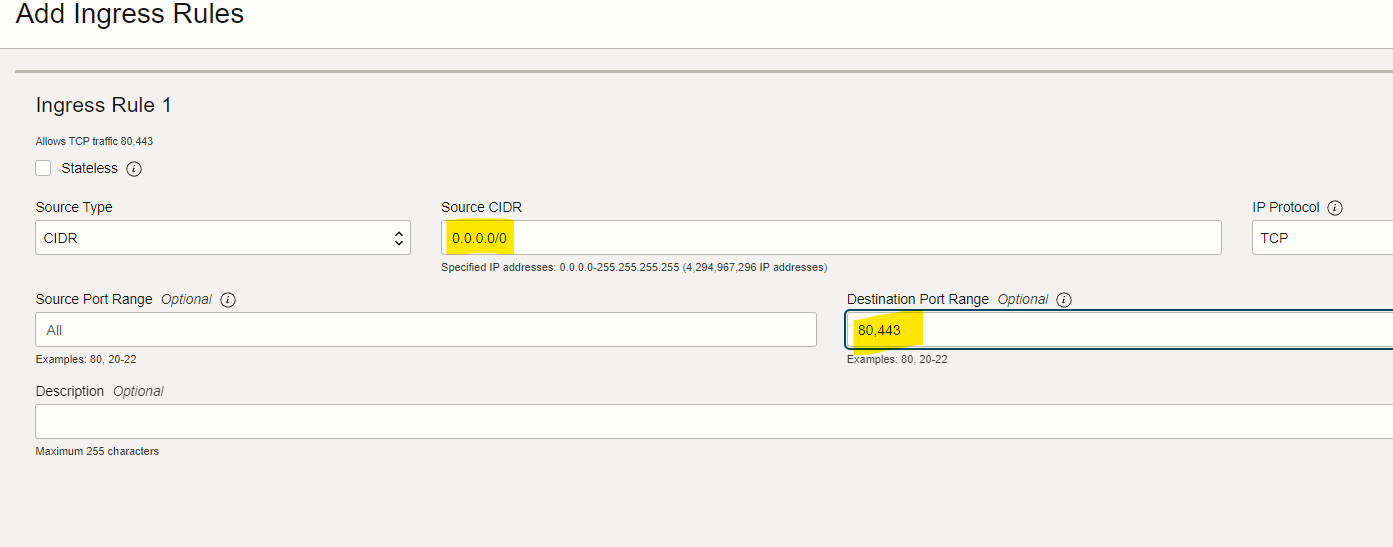 Add Ingress Rules
Ingress Rule 1
Allows TCP traffic 80,443
Stateless i
Source Type
Source CIDR
IP Protocol i
CIDR
0.0.0.0/0
TCP
Specified IP addresses: 0.0.0.0-255.255.255.255 (4,294,967,296 IP addresses)
Source Port Range Optional i
Destination Port Range Optional i
All
80,443
Examples: 80, 20-22
Examples: 80, 20-22
Description Optional
Maximum 255 characters